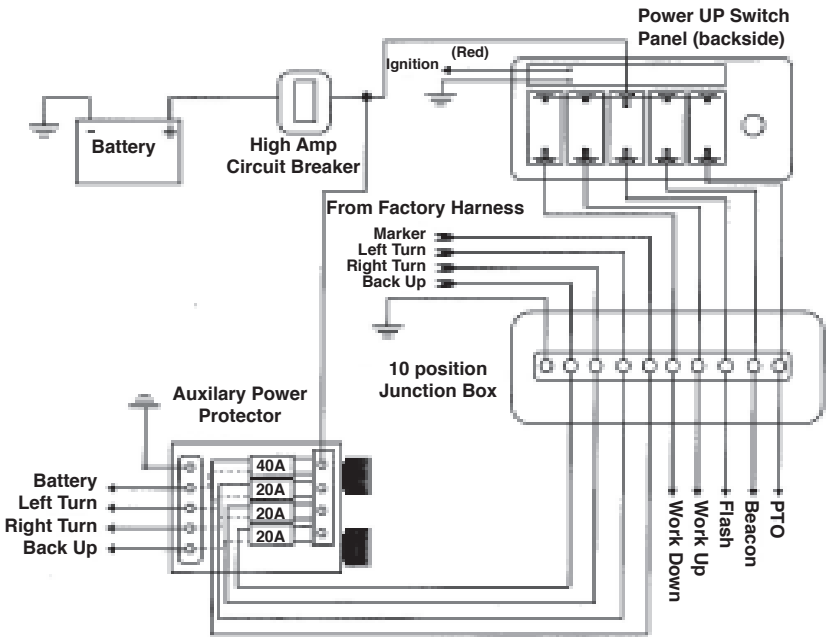 Power UP Switch
Panel (backside)
(Red)
Ignition
-
+
Battery
High Amp
Circuit Breaker
From Factory Harness
Marker
Left Turn
Right Turn
Back Up
10 position
Junction Box
Auxilary Power
Protector
40A
20A
20A
20A
Battery
Left Turn
Right Turn
Back Up
Work Down
Work Up
Flash
Beacon
PTO